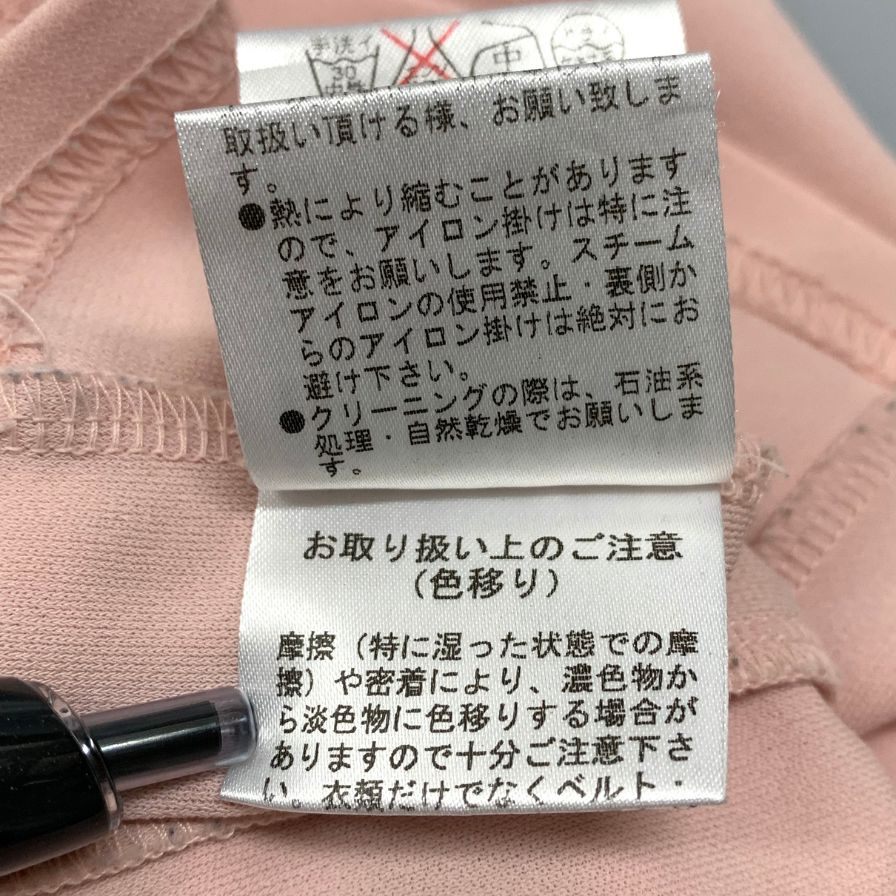 手洗イ
30
中
取扱い頂ける様、お願い致しま
す。
●熱により縮むことがあります
ので、アイロン掛けは特に注
意をお願いします。スチーム
アイロンの使用禁止・裏側か
らのアイロン掛けは絶対にお
避け下さい。
●クリーニングの際は、石油系
処理・自然乾燥でお願いしま
す。
お取り扱い上のご注意
(色移り)
摩擦(特に湿った状態での摩
擦)や密着により、濃色物か
ら淡色物に色移りする場合が
ありますので十分ご注意下さ
い。衣類だけでなくベルト・